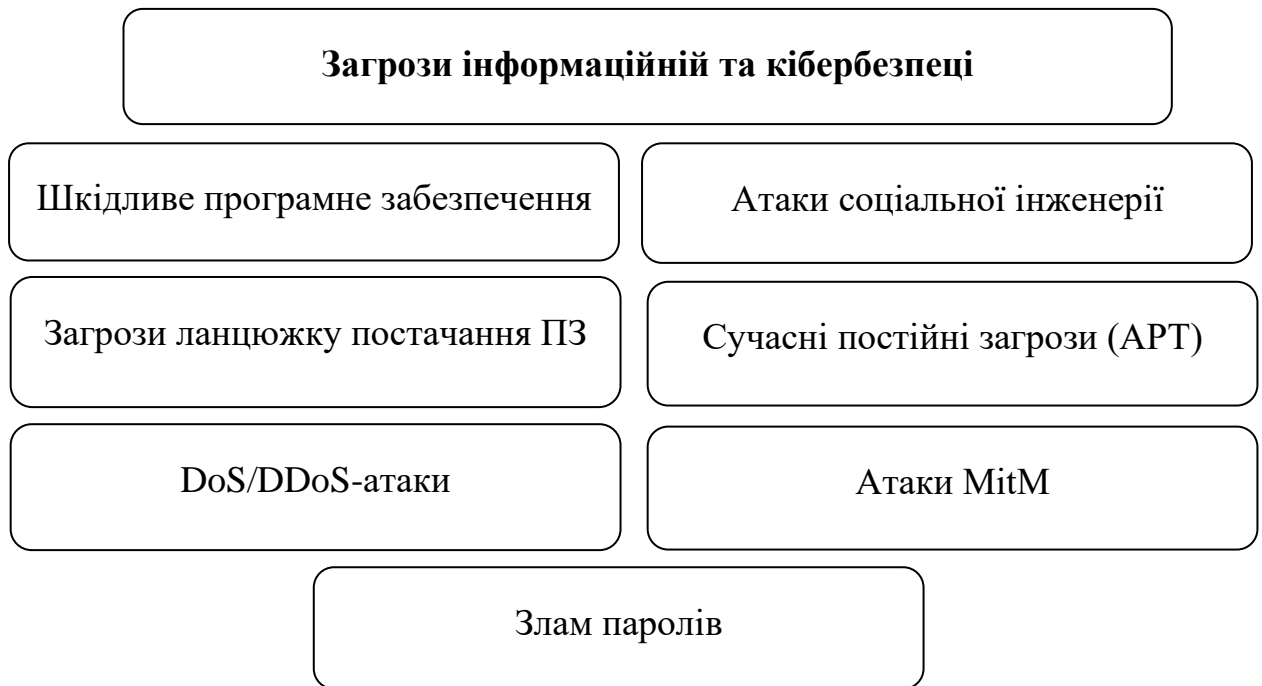 Загрози інформаційній та кібербезпеці
Шкідливе програмне забезпечення
Атаки соціальної інженерії
Загрози ланцюжку постачання ПЗ
Сучасні постійні загрози (АРТ)
DoS/DDoS-атаки
Атаки MitM
Злам паролів